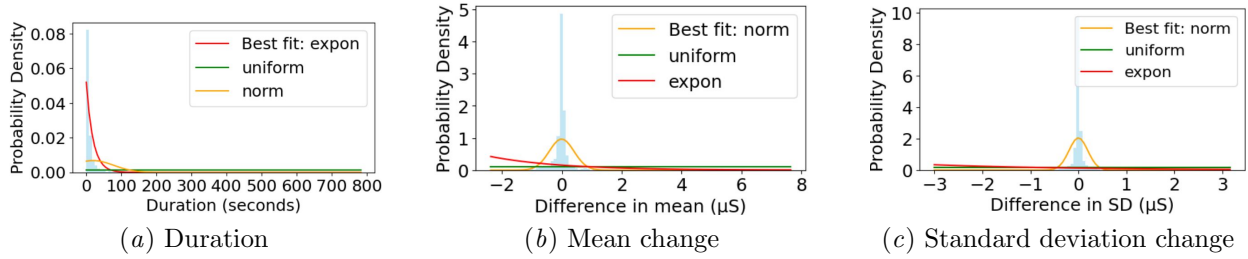 Probability Density
0.08
0.06
0.04
0.02
0.00
Best fit: expon
uniform
norm
0 100 200 300 400 500 600 700 800
Duration (seconds)
(a) Duration
Probability Density
5
4
3
2
1
0
Best fit: norm
uniform
expon
−2 0 2 4 6 8
Difference in mean (μS)
(b) Mean change
Probability Density
10
8
6
4
2
0
Best fit: norm
uniform
expon
−3 −2 −1 0 1 2 3
Difference in SD (μS)
(c) Standard deviation change